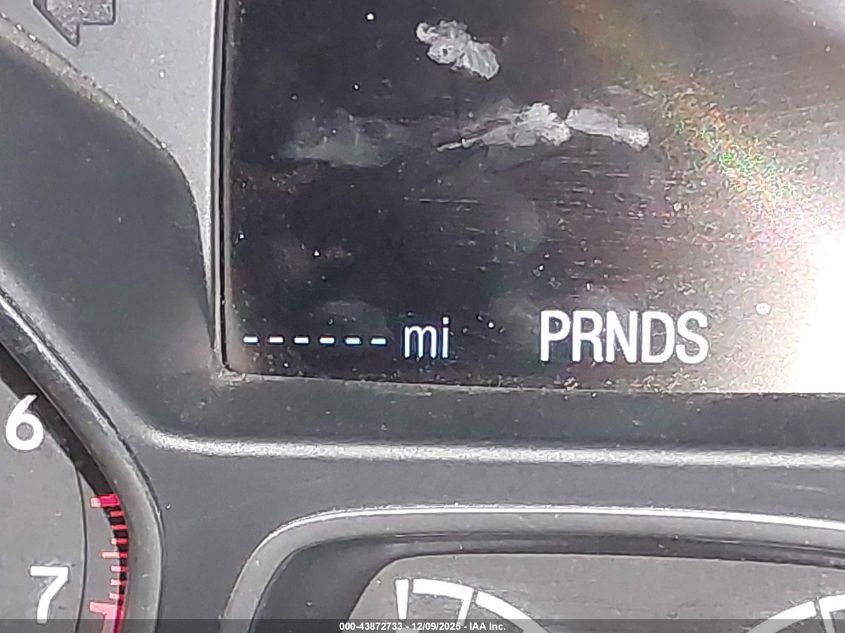 ------ mi PRNDS
6
7
000-43872733 - 12/09/2025 - IAA Inc.